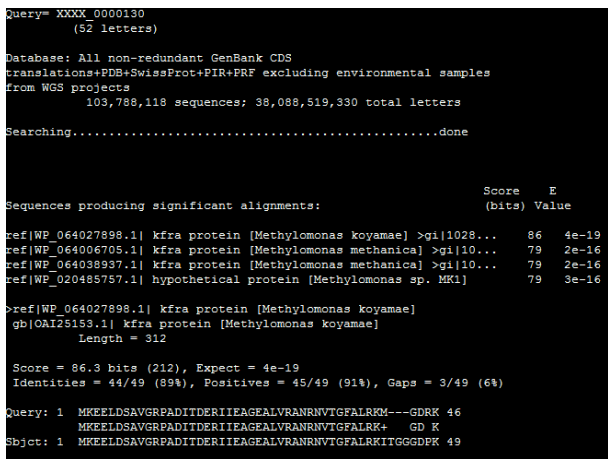 Query= XXXX_0000130
(52 letters)
Database: All non-redundant GenBank CDS
translations+PDB+SwissProt+PIR+PRF excluding environmental samples
from WGS projects
103,788,118 sequences; 38,088,519,330 total letters
Searching..................................................done
Score E
Sequences producing significant alignments: (bits) Value
ref|WP_064027898.1| kfra protein [Methylomonas koyamae] >gi|1028... 86 4e-19
ref|WP_064006705.1| kfra protein [Methylomonas methanica] >gi|10... 79 2e-16
ref|WP_064038937.1| kfra protein [Methylomonas methanica] >gi|10... 79 2e-16
ref|WP_020485757.1| hypothetical protein [Methylomonas sp. MK1] 79 3e-16
>ref|WP_064027898.1| kfra protein [Methylomonas koyamae]
gb|OAI25153.1| kfra protein [Methylomonas koyamae]
Length = 312
Score = 86.3 bits (212), Expect = 4e-19
Identities = 44/49 (89%), Positives = 45/49 (91%), Gaps = 3/49 (6%)
Query: 1 MKEELDSAVGRPADITDERIIEAGEALVRANRNVTGFALRKM---GDRK 46
MKEELDSAVGRPADITDERIIEAGEALVRANRNVTGFALRK+ GD K
Sbjct: 1 MKEELDSAVGRPADITDERIIEAGEALVRANRNVTGFALRKITGGGDPK 49